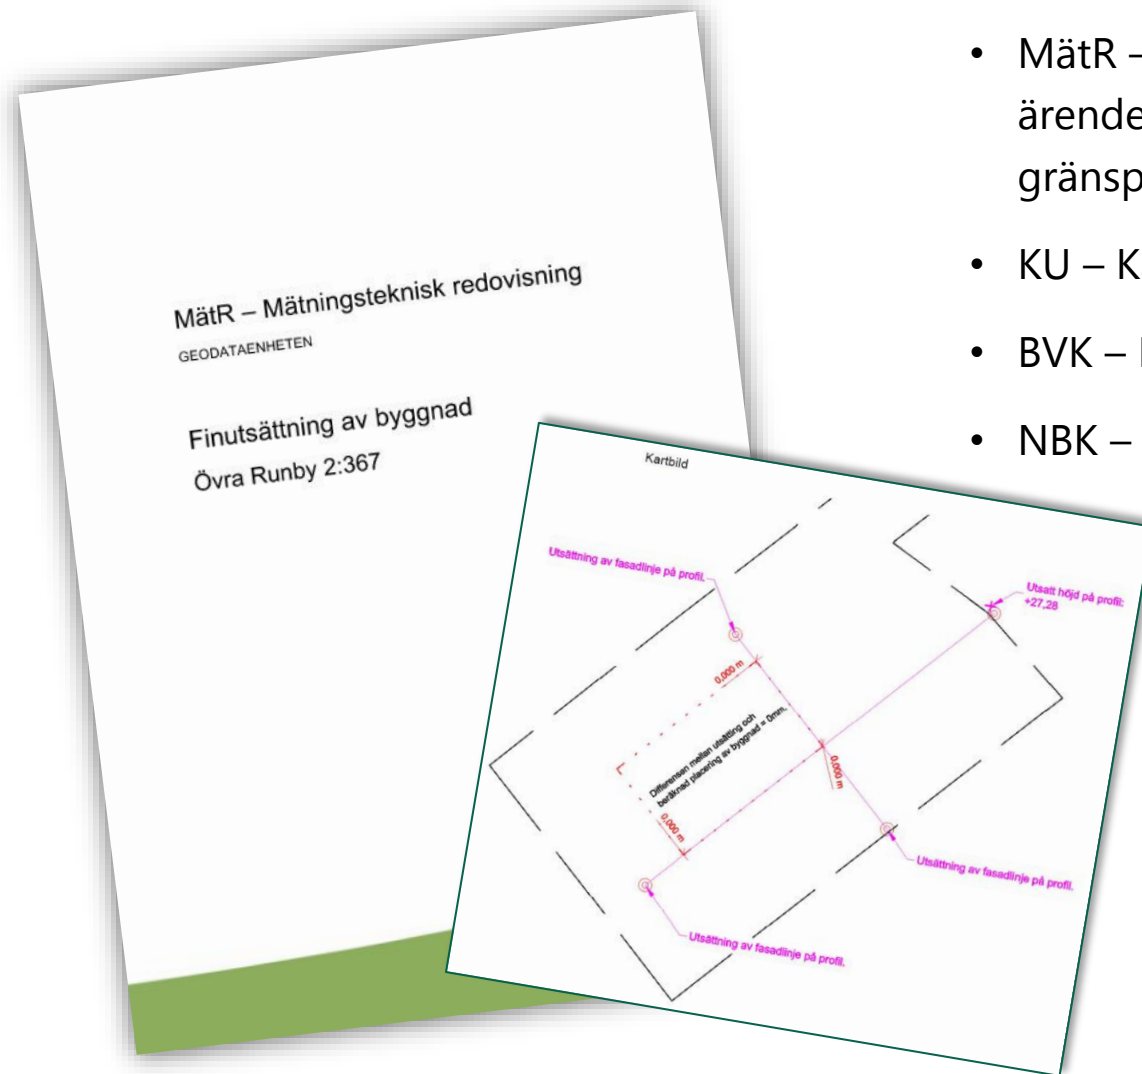 MätR – Mätningsteknisk redovisning
GEODATAENHETEN
Finutsättning av byggnad
Övra Runby 2:367
Kartbild
Utsättning av fasadlinje på profil.
Utsatt höjd på profil:
+27,28
0,000 m
Differensen mellan utsätting och
beräknad placering av byggnad = 0mm.
0,000 m
0,000 m
Utsättning av fasadlinje på profil.
Utsättning av fasadlinje på profil.
• MätR –
ärende
gränsp
• KU – K
• BVK –
• NBK –